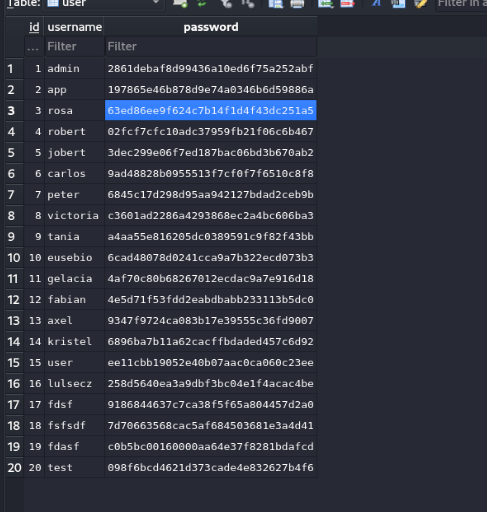 Table: user Filter in a
id username password
... Filter Filter
1 1 admin 2861debaf8d99436a10ed6f75a252abf
2 2 app 197865e46b878d9e74a0346b6d59886a
3 3 rosa 63ed86ee9f624c7b14f1d4f43dc251a5
4 4 robert 02fcf7cfc10adc37959fb21f06c6b467
5 5 jobert 3dec299e06f7ed187bac06bd3b670ab2
6 6 carlos 9ad48828b0955513f7cf0f7f6510c8f8
7 7 peter 6845c17d298d95aa942127bdad2ceb9b
8 8 victoria c3601ad2286a4293868ec2a4bc606ba3
9 9 tania a4aa55e816205dc0389591c9f82f43bb
10 10 eusebio 6cad48078d0241cca9a7b322ecd073b3
11 11 gelacia 4af70c80b68267012ecdac9a7e916d18
12 12 fabian 4e5d71f53fdd2eabdbabb233113b5dc0
13 13 axel 9347f9724ca083b17e39555c36fd9007
14 14 kristel 6896ba7b11a62cacffbdaded457c6d92
15 15 user ee11cbb19052e40b07aac0ca060c23ee
16 16 lulsecz 258d5640ea3a9dbf3bc04e1f4acac4be
17 17 fdsf 9186844637c7ca38f5f65a804457d2a0
18 18 fsfsdf 7d70663568cac5af684503681e3a4d41
19 19 fdasf c0b5bc00160000aa64e37f8281bdafcd
20 20 test 098f6bcd4621d373cade4e832627b4f6